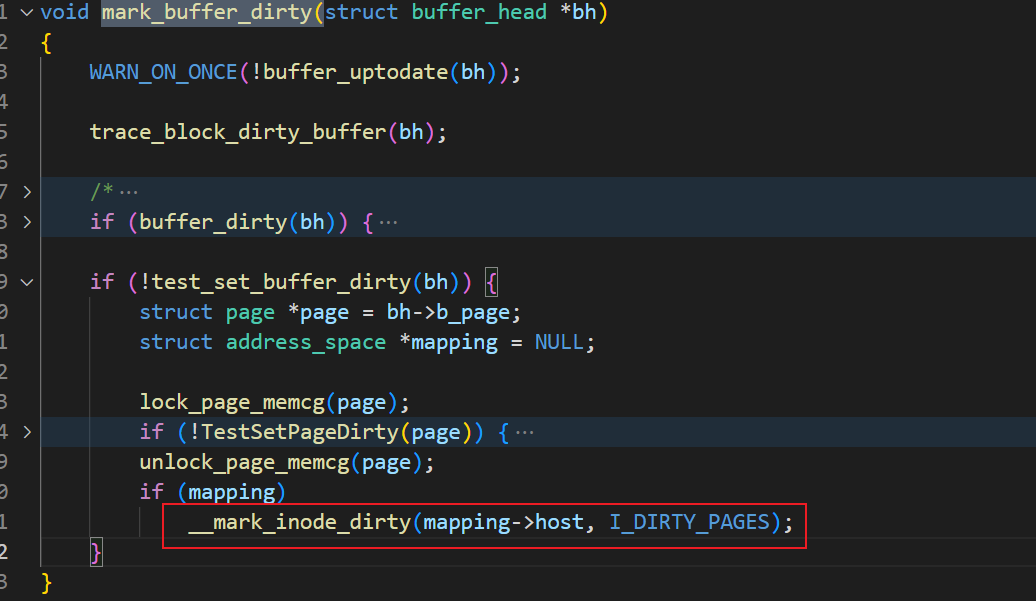 1 void mark_buffer_dirty(struct buffer_head *bh)
2 {
3     WARN_ON_ONCE(!buffer_uptodate(bh));
4
5     trace_block_dirty_buffer(bh);
6
7     /* ···
8     if (buffer_dirty(bh)) { ···
8
9     if (!test_set_buffer_dirty(bh)) {
0         struct page *page = bh->b_page;
1         struct address_space *mapping = NULL;
2
3         lock_page_memcg(page);
4         if (!TestSetPageDirty(page)) { ···
9         unlock_page_memcg(page);
0         if (mapping)
1             __mark_inode_dirty(mapping->host, I_DIRTY_PAGES);
2     }
3 }